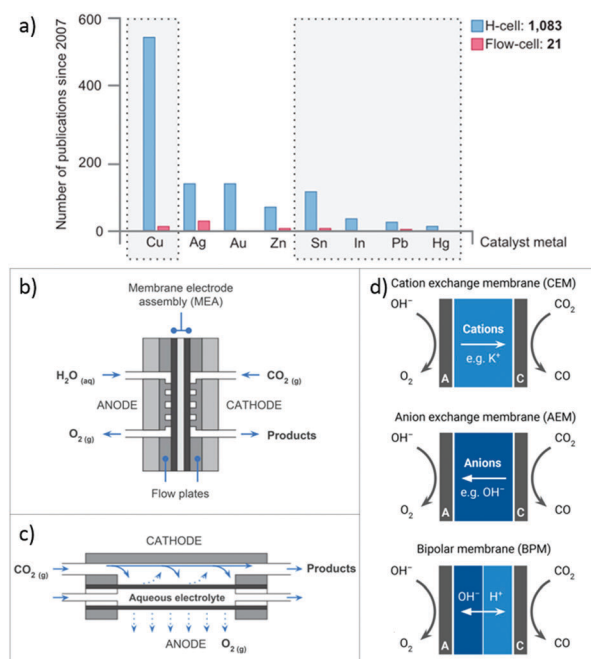 a)
Number of publications since 2007
600
400
200
0
H-cell: 1,083
Flow-cell: 21
Cu Ag Au Zn Sn In Pb Hg Catalyst metal
b)
Membrane electrode
assembly (MEA)
H2O (aq)
CO2 (g)
ANODE
CATHODE
O2 (g)
Products
Flow plates
c)
CATHODE
CO2 (g)
Products
Aqueous electrolyte
ANODE O2 (g)
d)
Cation exchange membrane (CEM)
OH⁻
CO2
Cations
e.g. K⁺
A
C
O2
CO
Anion exchange membrane (AEM)
OH⁻
CO2
Anions
e.g. OH⁻
A
C
O2
CO
Bipolar membrane (BPM)
OH⁻
CO2
OH⁻ H⁺
A
C
O2
CO